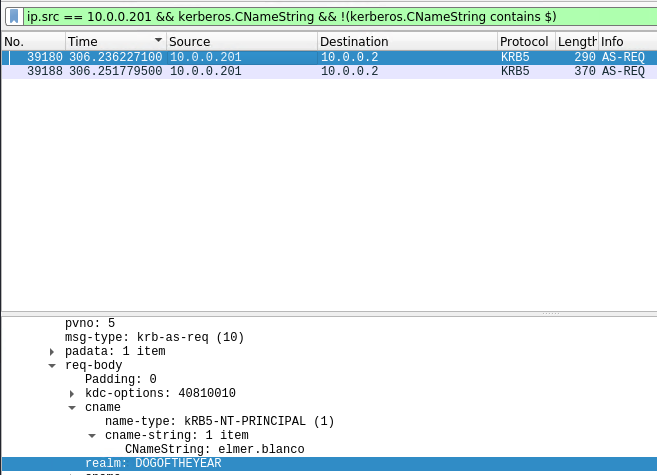 ip.src == 10.0.0.201 && kerberos.CNameString && !(kerberos.CNameString contains $)
No. Time Source Destination Protocol Length Info
39180 306.236227100 10.0.0.201 10.0.0.2 KRB5 290 AS-REQ
39188 306.251779500 10.0.0.201 10.0.0.2 KRB5 370 AS-REQ
pvno: 5
msg-type: krb-as-req (10)
padata: 1 item
req-body
Padding: 0
kdc-options: 40810010
cname
name-type: kRB5-NT-PRINCIPAL (1)
cname-string: 1 item
CNameString: elmer.blanco
realm: DOGOFTHEYEAR